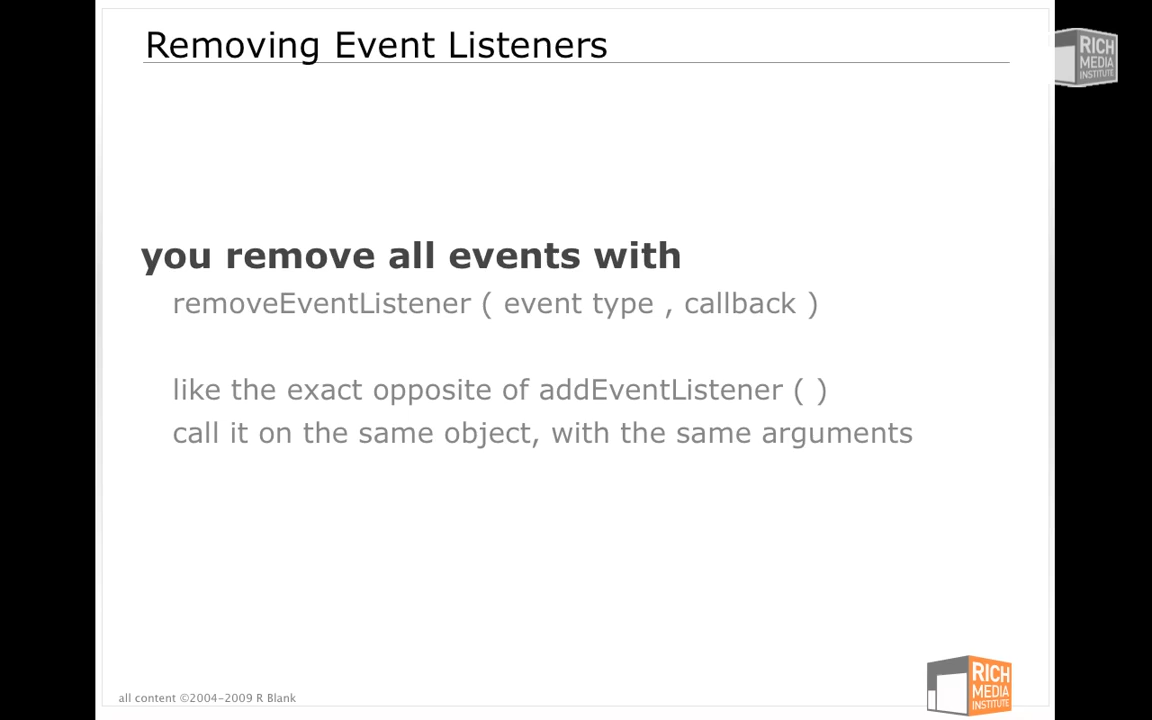 Removing Event Listeners
RICH
MEDIA
INSTITUTE
you remove all events with
removeEventListener ( event type , callback )
like the exact opposite of addEventListener ( )
call it on the same object, with the same arguments
all content ©2004-2009 R Blank
RICH
MEDIA
INSTITUTE